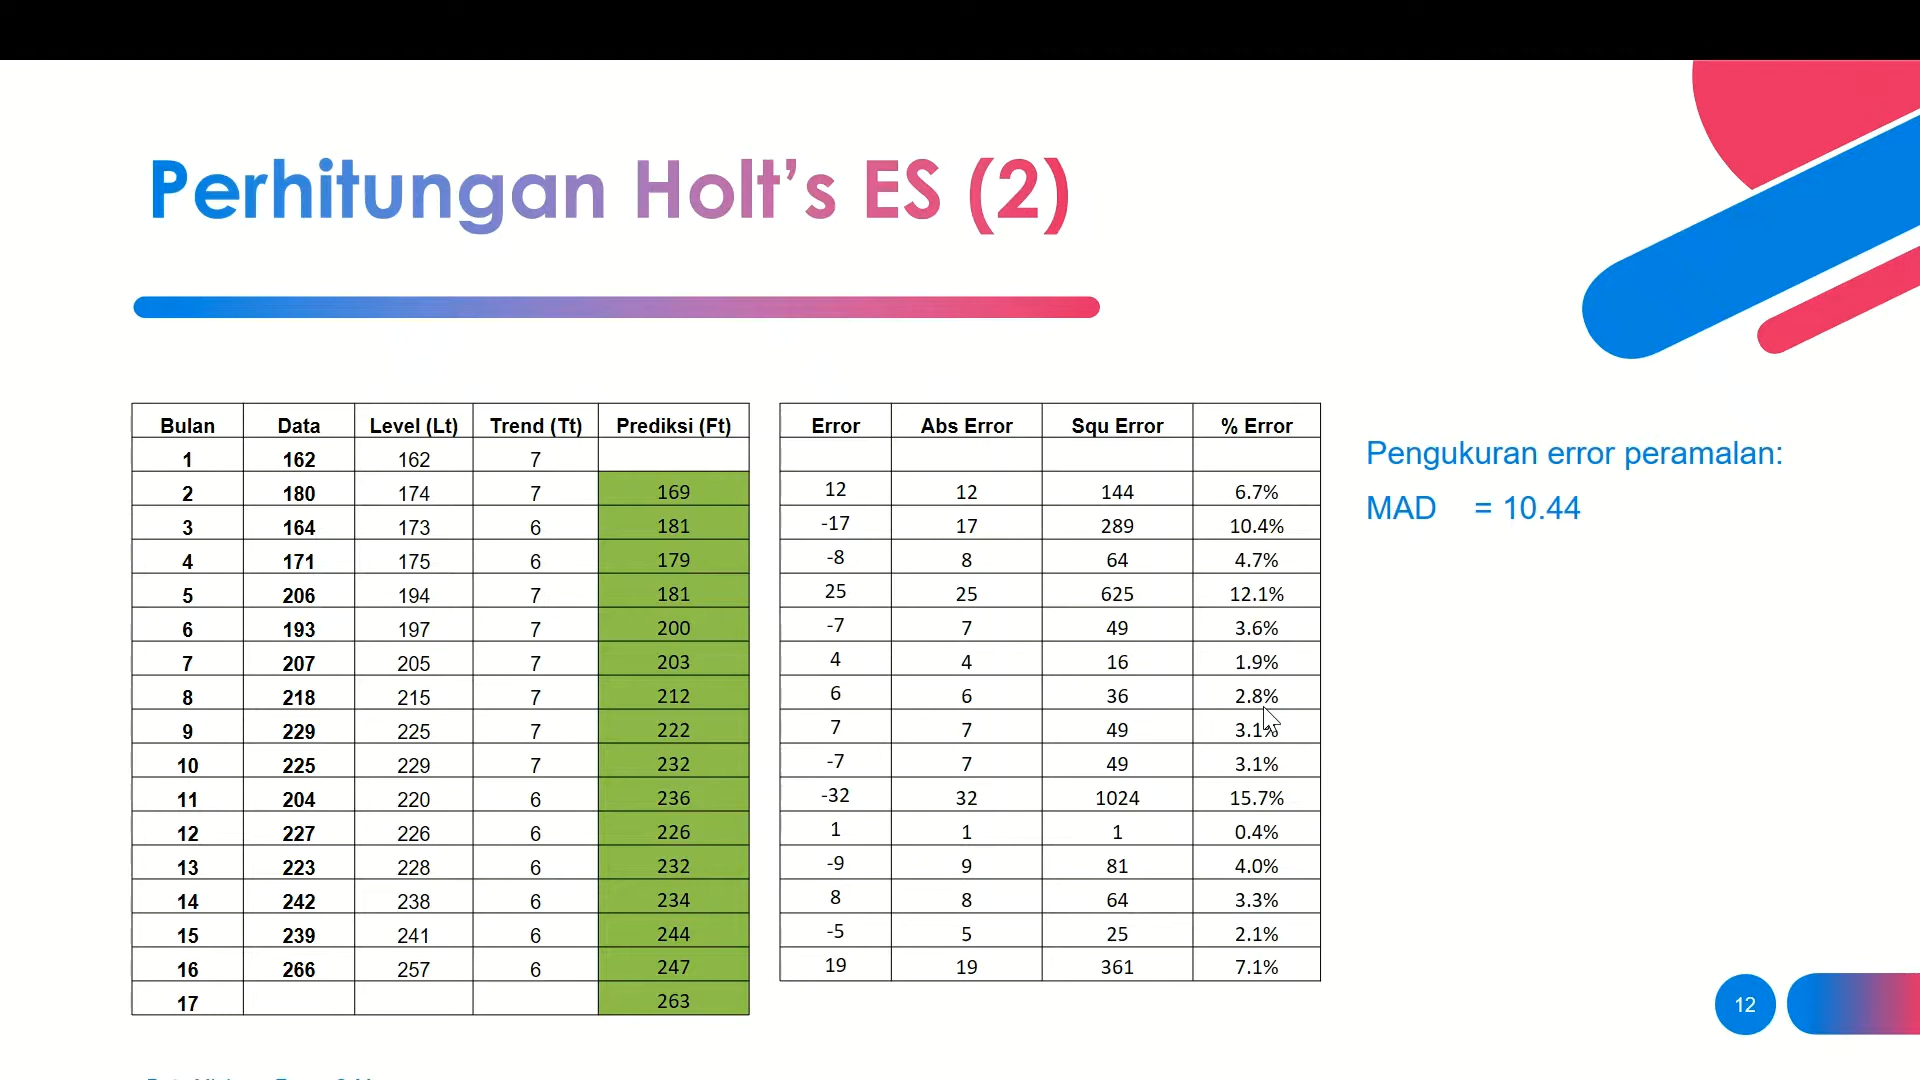 Perhitungan Holt’s ES (2)
Bulan Data Level (Lt) Trend (Tt) Prediksi (Ft) Error Abs Error Squ Error % Error
1 162 162 7
2 180 174 7 169 12 12 144 6.7%
3 164 173 6 181 -17 17 289 10.4%
4 171 175 6 179 -8 8 64 4.7%
5 206 194 7 181 25 25 625 12.1%
6 193 197 7 200 -7 7 49 3.6%
7 207 205 7 203 4 4 16 1.9%
8 218 215 7 212 6 6 36 2.8%
9 229 225 7 222 7 7 49 3.1%
10 225 229 7 232 -7 7 49 3.1%
11 204 220 6 236 -32 32 1024 15.7%
12 227 226 6 226 1 1 1 0.4%
13 223 228 6 232 -9 9 81 4.0%
14 242 238 6 234 8 8 64 3.3%
15 239 241 6 244 -5 5 25 2.1%
16 266 257 6 247 19 19 361 7.1%
17 263
Pengukuran error peramalan:
MAD = 10.44
12